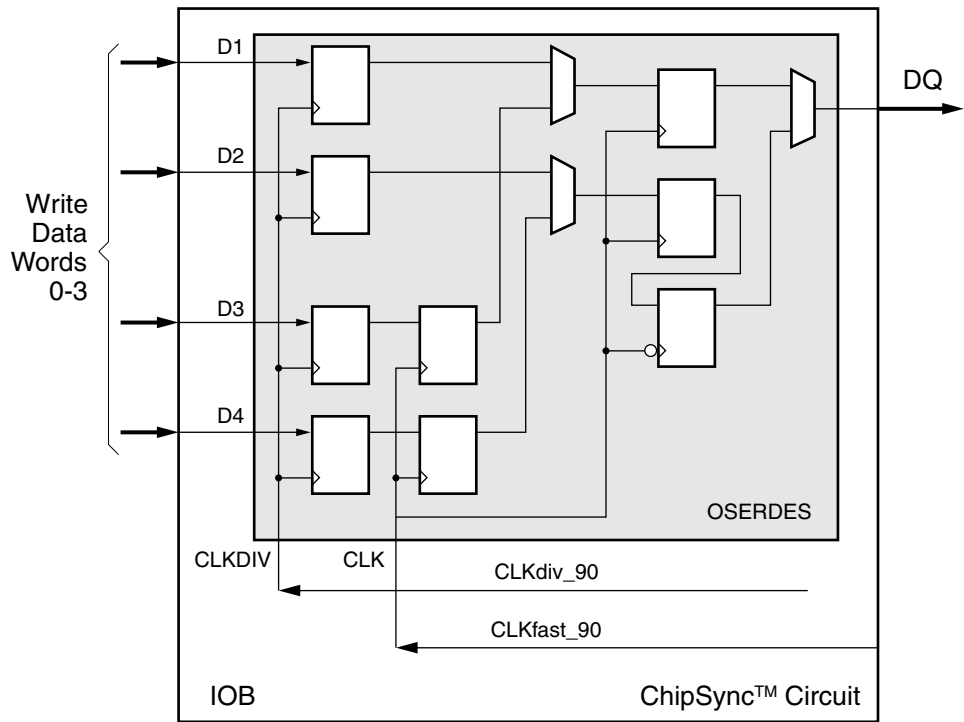 D1
DQ
D2
Write
Data
Words
0-3
D3
D4
OSERDES
CLKDIV
CLK
CLKdiv_90
CLKfast_90
IOB
ChipSync™ Circuit